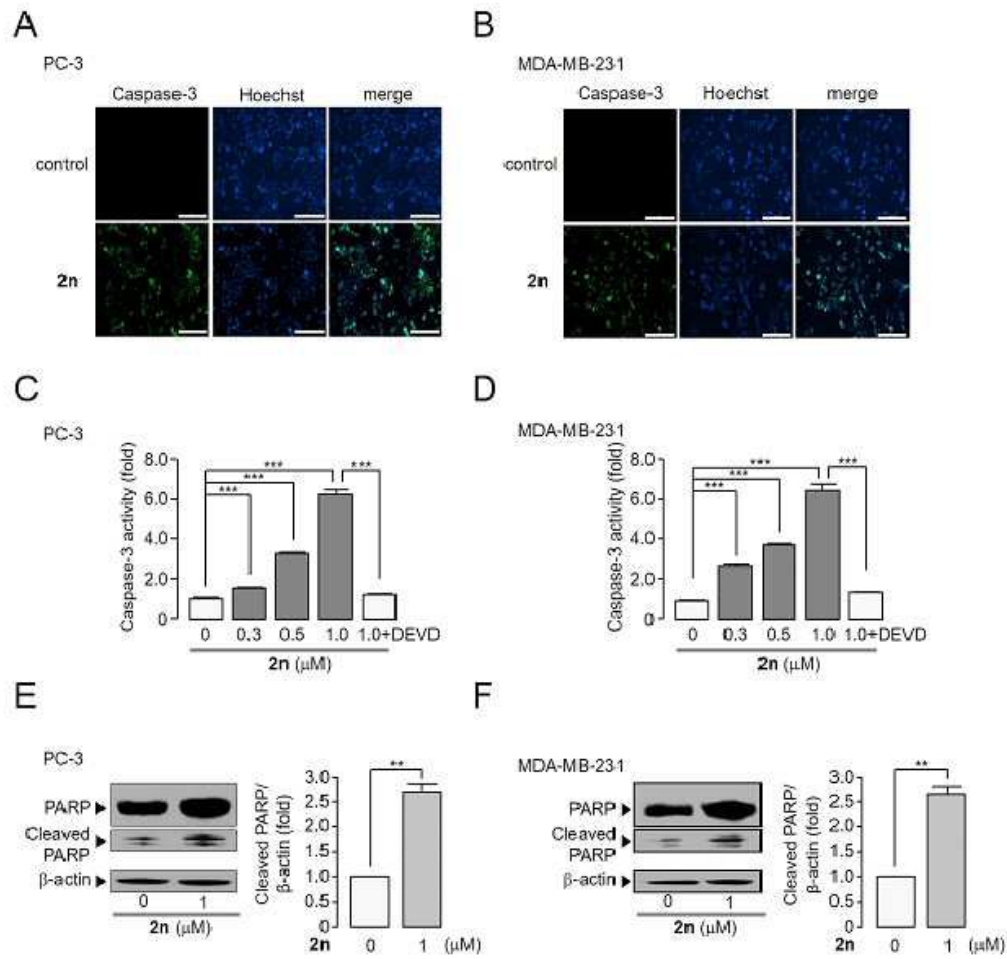 A
PC-3
Caspase-3 Hoechst merge
control
2n
B
MDA-MB-231
Caspase-3 Hoechst merge
control
2n
C
PC-3
Caspase-3 activity (fold)
8.0
6.0
4.0
2.0
0
*** *** *** ***
0 0.3 0.5 1.0 1.0+DEVD
2n (μM)
D
MDA-MB-231
Caspase-3 activity (fold)
8.0
6.0
4.0
2.0
0
*** *** *** ***
0 0.3 0.5 1.0 1.0+DEVD
2n (μM)
E
PC-3
PARP
Cleaved
PARP
β-actin
0 1
2n (μM)
Cleaved PARP/
β-actin (fold)
3.0
2.5
2.0
1.5
1.0
0.5
0
**
2n 0 1 (μM)
F
MDA-MB-231
PARP
Cleaved
PARP
β-actin
0 1
2n (μM)
Cleaved PARP/
β-actin (fold)
3.0
2.5
2.0
1.5
1.0
0.5
0
**
2n 0 1 (μM)